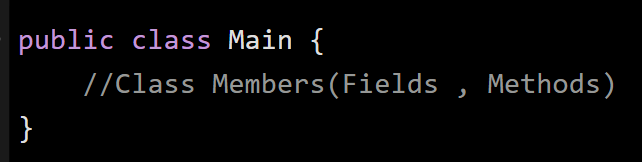 public class Main {
    //Class Members(Fields , Methods)
}